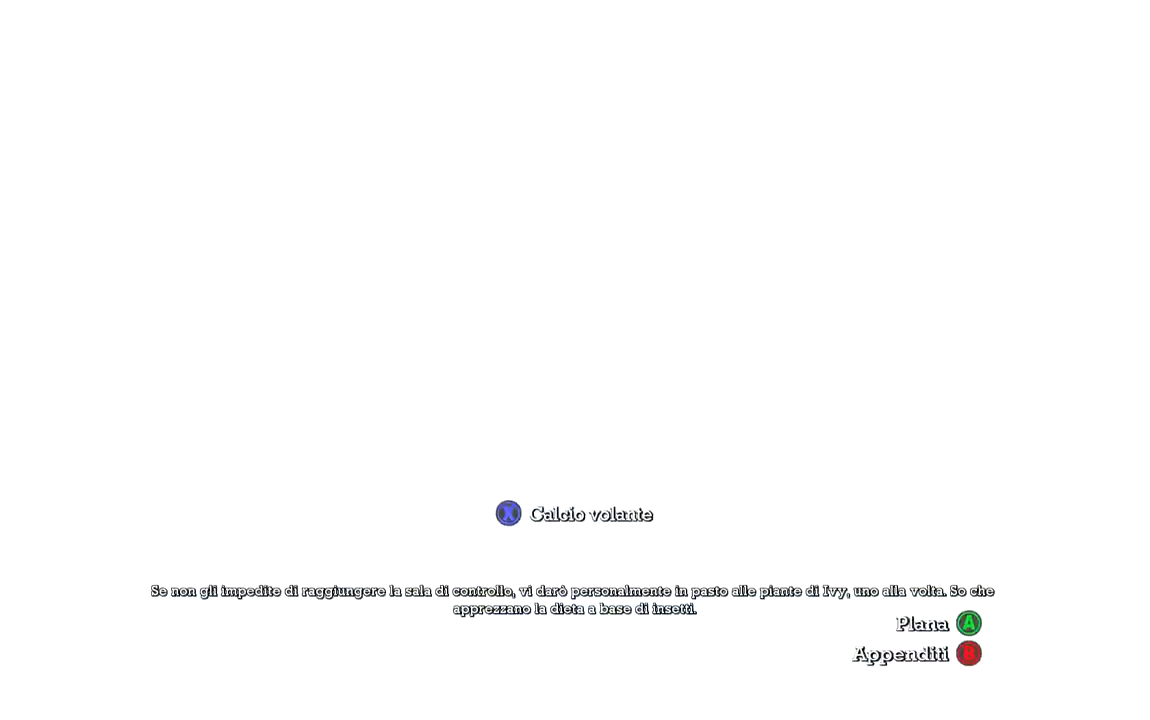 X Calcio volante
Se non gli impedite di raggiungere la sala di controllo, vi darò personalmente in pasto alle piante di Ivy, uno alla volta. So che
apprezzano la dieta a base di insetti.
Plana A
Appenditi B